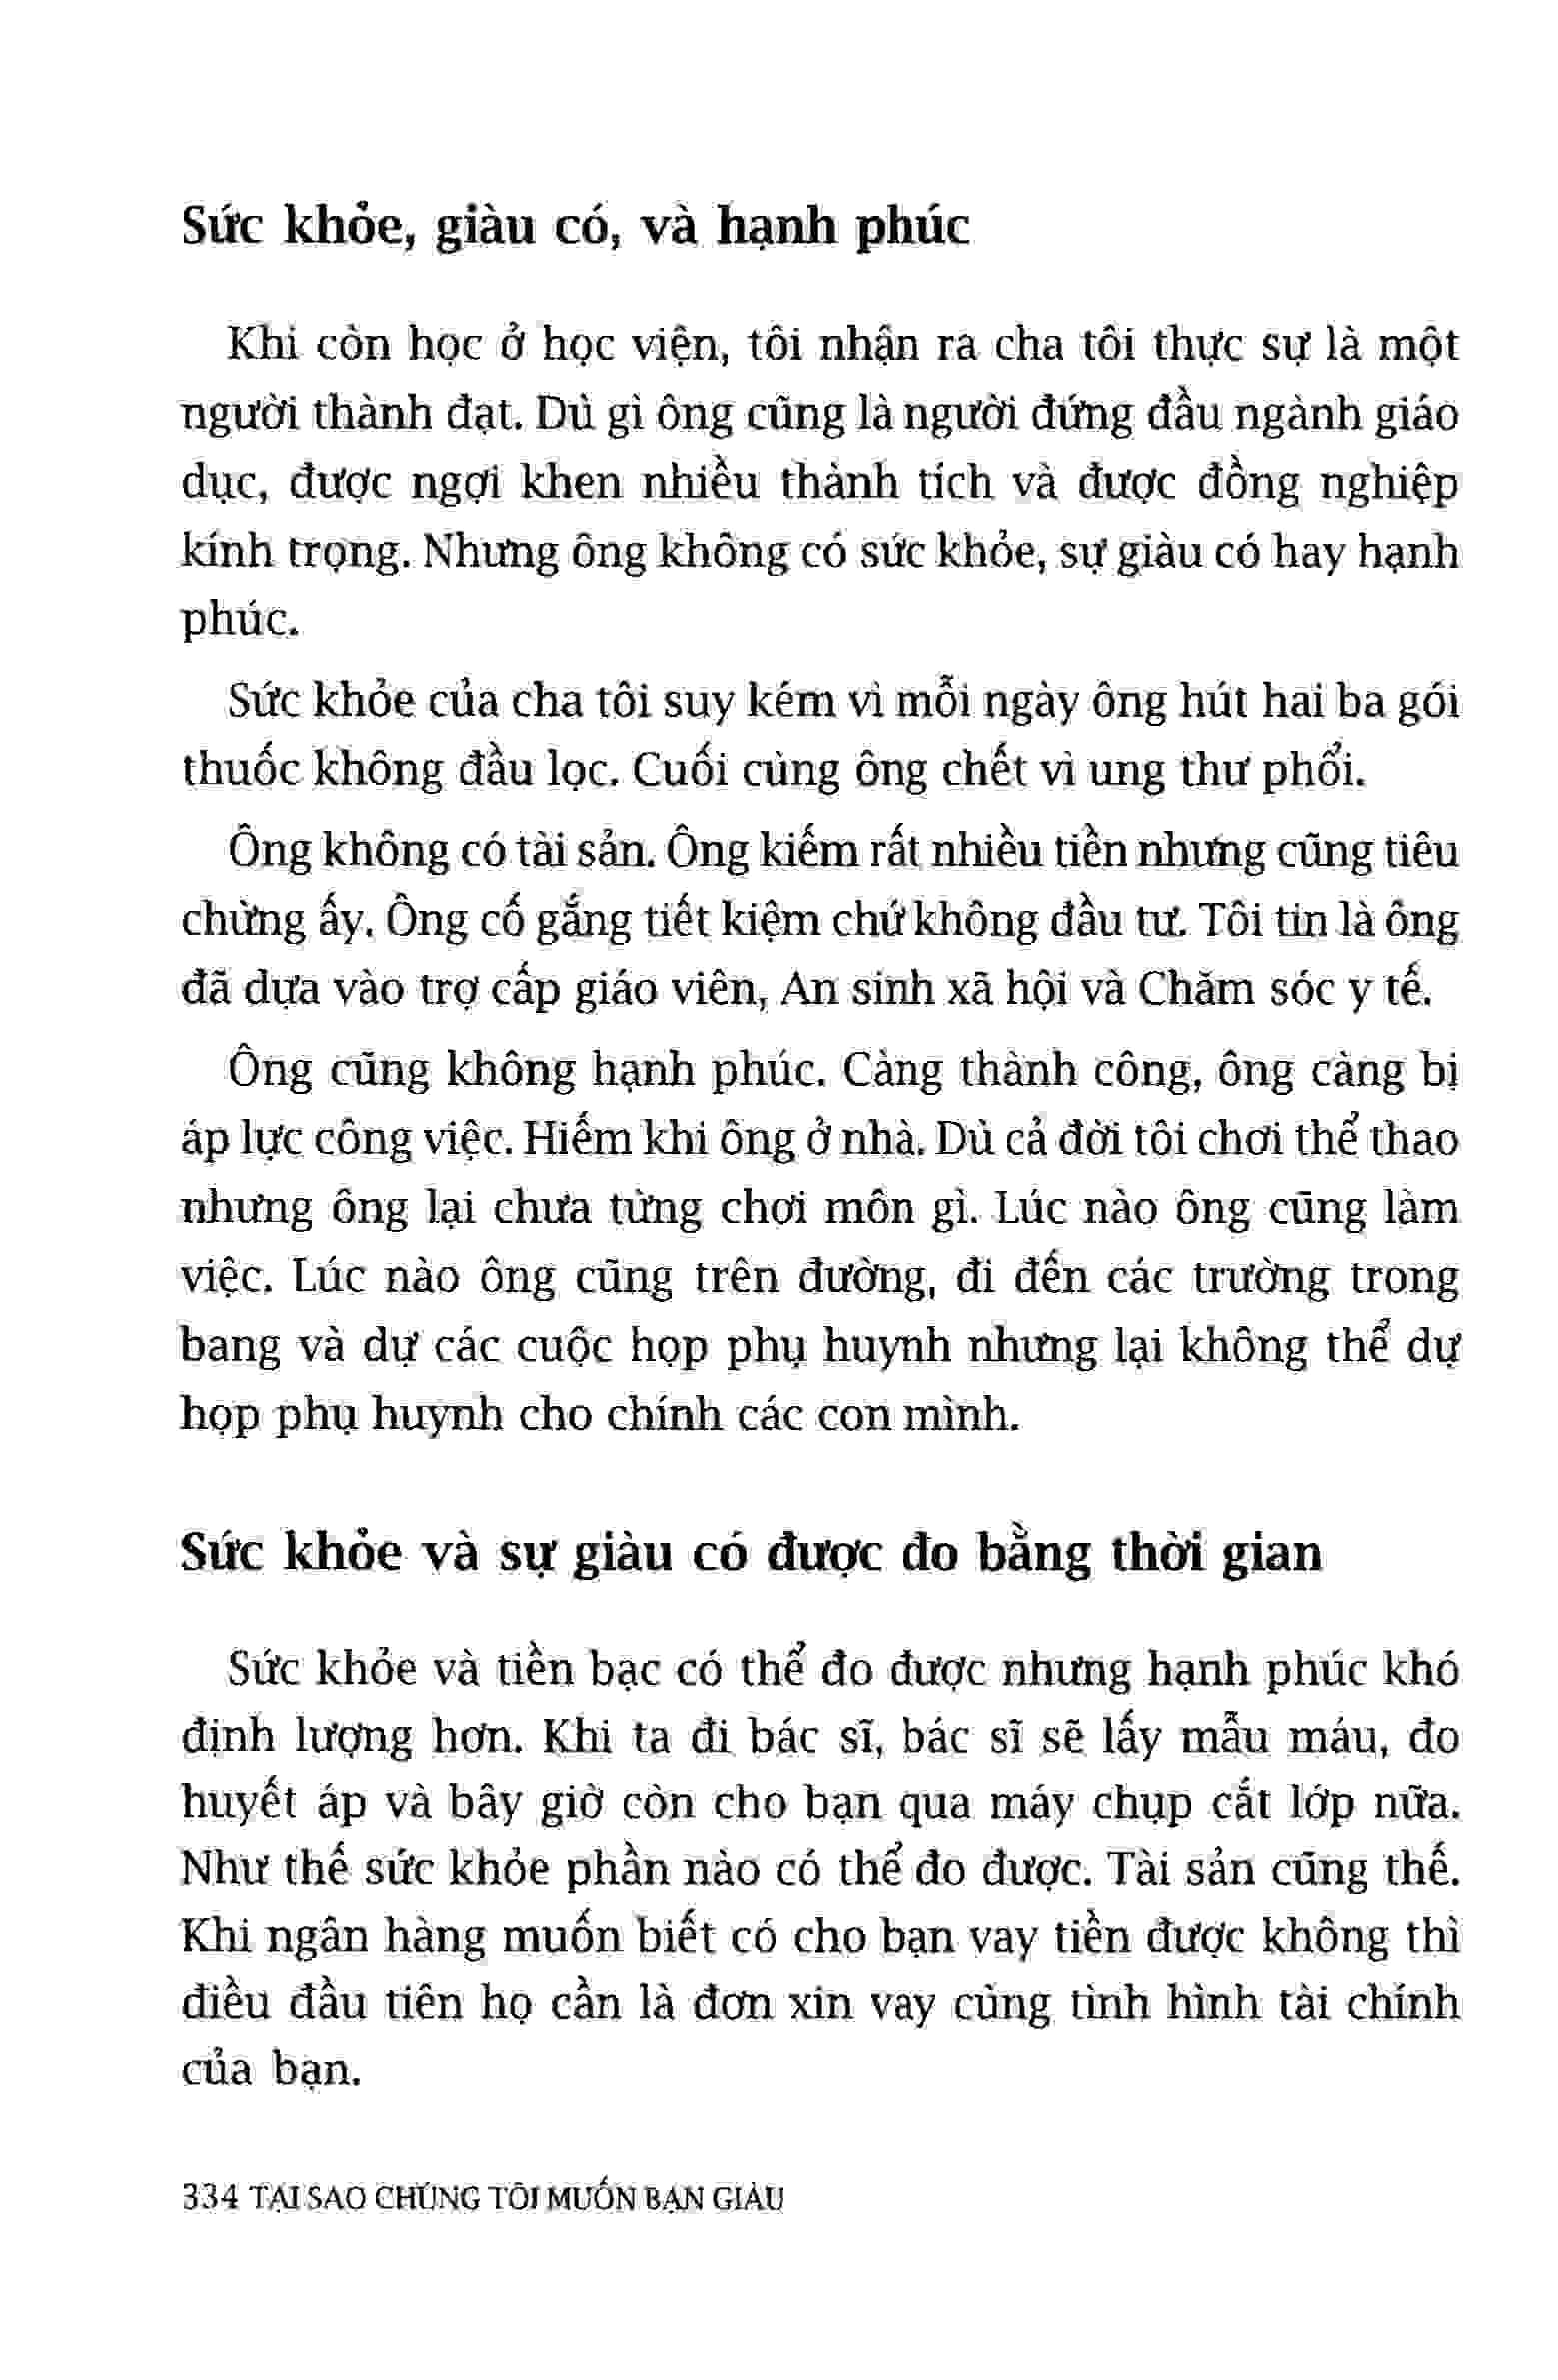 Sức khỏe, giàu có, và hạnh phúc
Khi còn học ở học viện, tôi nhận ra cha tôi thực sự là một
người thành đạt. Dù gì ông cũng là người đứng đầu ngành giáo
dục, được ngợi khen nhiều thành tích và được đồng nghiệp
kính trọng. Nhưng ông không có sức khỏe, sự giàu có hay hạnh
phúc.
Sức khỏe của cha tôi suy kém vì mỗi ngày ông hút hai ba gói
thuốc không đầu lọc. Cuối cùng ông chết vì ung thư phổi.
Ông không có tài sản. Ông kiếm rất nhiều tiền nhưng cũng tiêu
chừng ấy. Ông cố gắng tiết kiệm chứ không đầu tư. Tôi tin là ông
đã dựa vào trợ cấp giáo viên, An sinh xã hội và Chăm sóc y tế.
Ông cũng không hạnh phúc. Càng thành công, ông càng bị
áp lực công việc. Hiếm khi ông ở nhà. Dù cả đời tôi chơi thể thao
nhưng ông lại chưa từng chơi môn gì. Lúc nào ông cũng làm
việc. Lúc nào ông cũng trên đường, đi đến các trường trong
bang và dự các cuộc họp phụ huynh nhưng lại không thể dự
họp phụ huynh cho chính các con mình.
Sức khỏe và sự giàu có được đo bằng thời gian
Sức khỏe và tiền bạc có thể đo được nhưng hạnh phúc khó
định lượng hơn. Khi ta đi bác sĩ, bác sĩ sẽ lấy mẫu máu, đo
huyết áp và bây giờ còn cho bạn qua máy chụp cắt lớp nữa.
Như thế sức khỏe phần nào có thể đo được. Tài sản cũng thế.
Khi ngân hàng muốn biết có cho bạn vay tiền được không thì
điều đầu tiên họ cần là đơn xin vay cùng tình hình tài chính
của bạn.
334 TẠI SAO CHÚNG TÔI MUỐN BẠN GIÀU